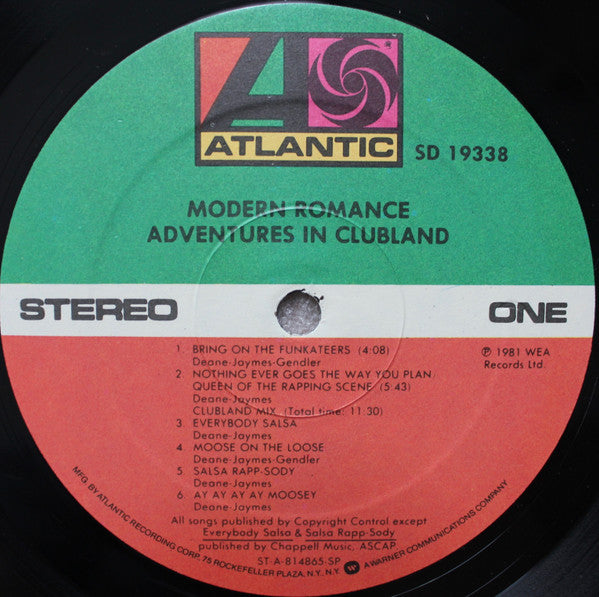 ATLANTIC
®
SD 19338
MODERN ROMANCE
ADVENTURES IN CLUBLAND
STEREO
ONE
1. BRING ON THE FUNKATEERS (4:08)
Deane-Jaymes-Gendler
2. NOTHING EVER GOES THE WAY YOU PLAN
QUEEN OF THE RAPPING SCENE (5:43)
Deane-Jaymes
CLUBLAND MIX (Total time: 11:30)
3. EVERYBODY SALSA
Deane-Jaymes
4. MOOSE ON THE LOOSE
Deane-Jaymes-Gendler
5. SALSA RAPP-SODY
Deane-Jaymes
6. AY AY AY AY MOOSEY
Deane-Jaymes
℗ 1981 WEA
Records Ltd.
All songs published by Copyright Control except
Everybody Salsa & Salsa Rapp-Sody
published by Chappell Music, ASCAP
ST-A-814865-SP
MFG. BY ATLANTIC RECORDING CORP. 75 ROCKEFELLER PLAZA, N.Y. N.Y. A WARNER COMMUNICATIONS COMPANY